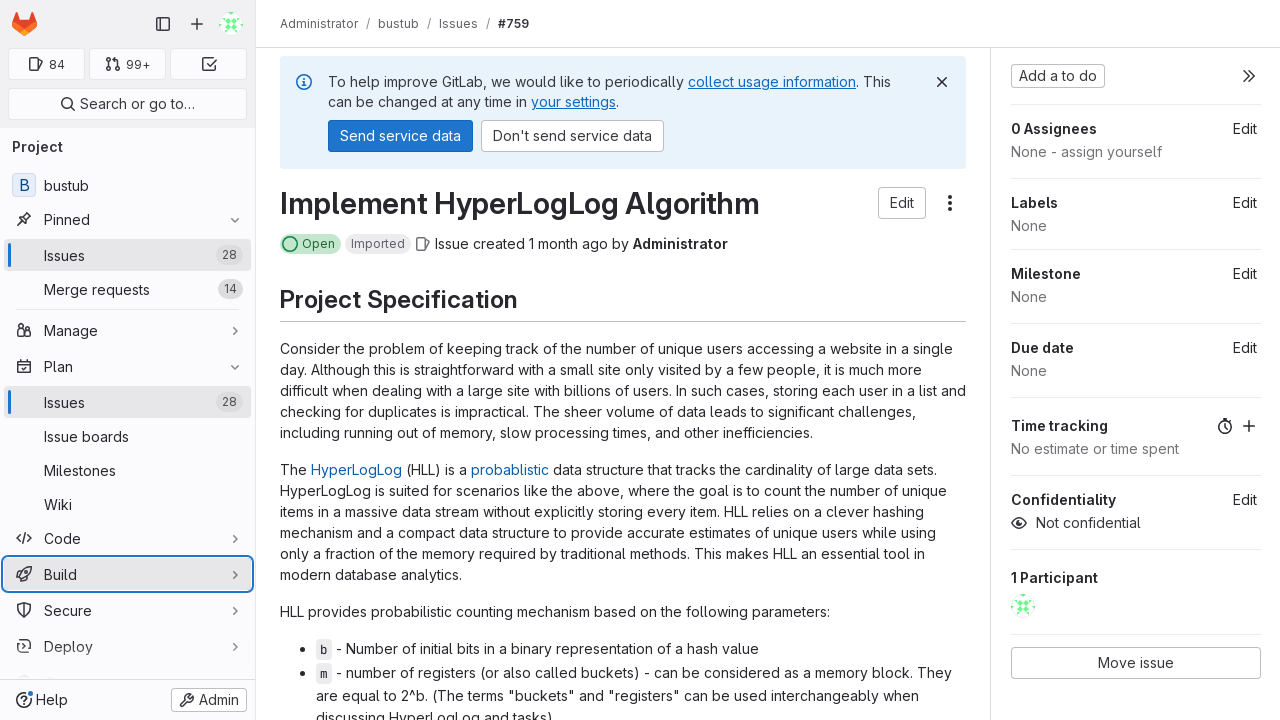 Administrator / bustub / Issues / #759
84
99+
Search or go to…
Project
B bustub
Pinned
Issues 28
Merge requests 14
Manage
Plan
Issues 28
Issue boards
Milestones
Wiki
Code
Build
Secure
Deploy
Help
Admin
To help improve GitLab, we would like to periodically collect usage information. This
can be changed at any time in your settings.
Send service data
Don't send service data
Implement HyperLogLog Algorithm
Edit
Open Imported Issue created 1 month ago by Administrator
Project Specification
Consider the problem of keeping track of the number of unique users accessing a website in a single
day. Although this is straightforward with a small site only visited by a few people, it is much more
difficult when dealing with a large site with billions of users. In such cases, storing each user in a list and
checking for duplicates is impractical. The sheer volume of data leads to significant challenges,
including running out of memory, slow processing times, and other inefficiencies.
The HyperLogLog (HLL) is a probablistic data structure that tracks the cardinality of large data sets.
HyperLogLog is suited for scenarios like the above, where the goal is to count the number of unique
items in a massive data stream without explicitly storing every item. HLL relies on a clever hashing
mechanism and a compact data structure to provide accurate estimates of unique users while using
only a fraction of the memory required by traditional methods. This makes HLL an essential tool in
modern database analytics.
HLL provides probabilistic counting mechanism based on the following parameters:
b - Number of initial bits in a binary representation of a hash value
m - number of registers (or also called buckets) - can be considered as a memory block. They
are equal to 2^b. (The terms "buckets" and "registers" can be used interchangeably when
discussing HyperLogLog and tasks)
Add a to do
0 Assignees Edit
None - assign yourself
Labels Edit
None
Milestone Edit
None
Due date Edit
None
Time tracking
No estimate or time spent
Confidentiality Edit
Not confidential
1 Participant
Move issue